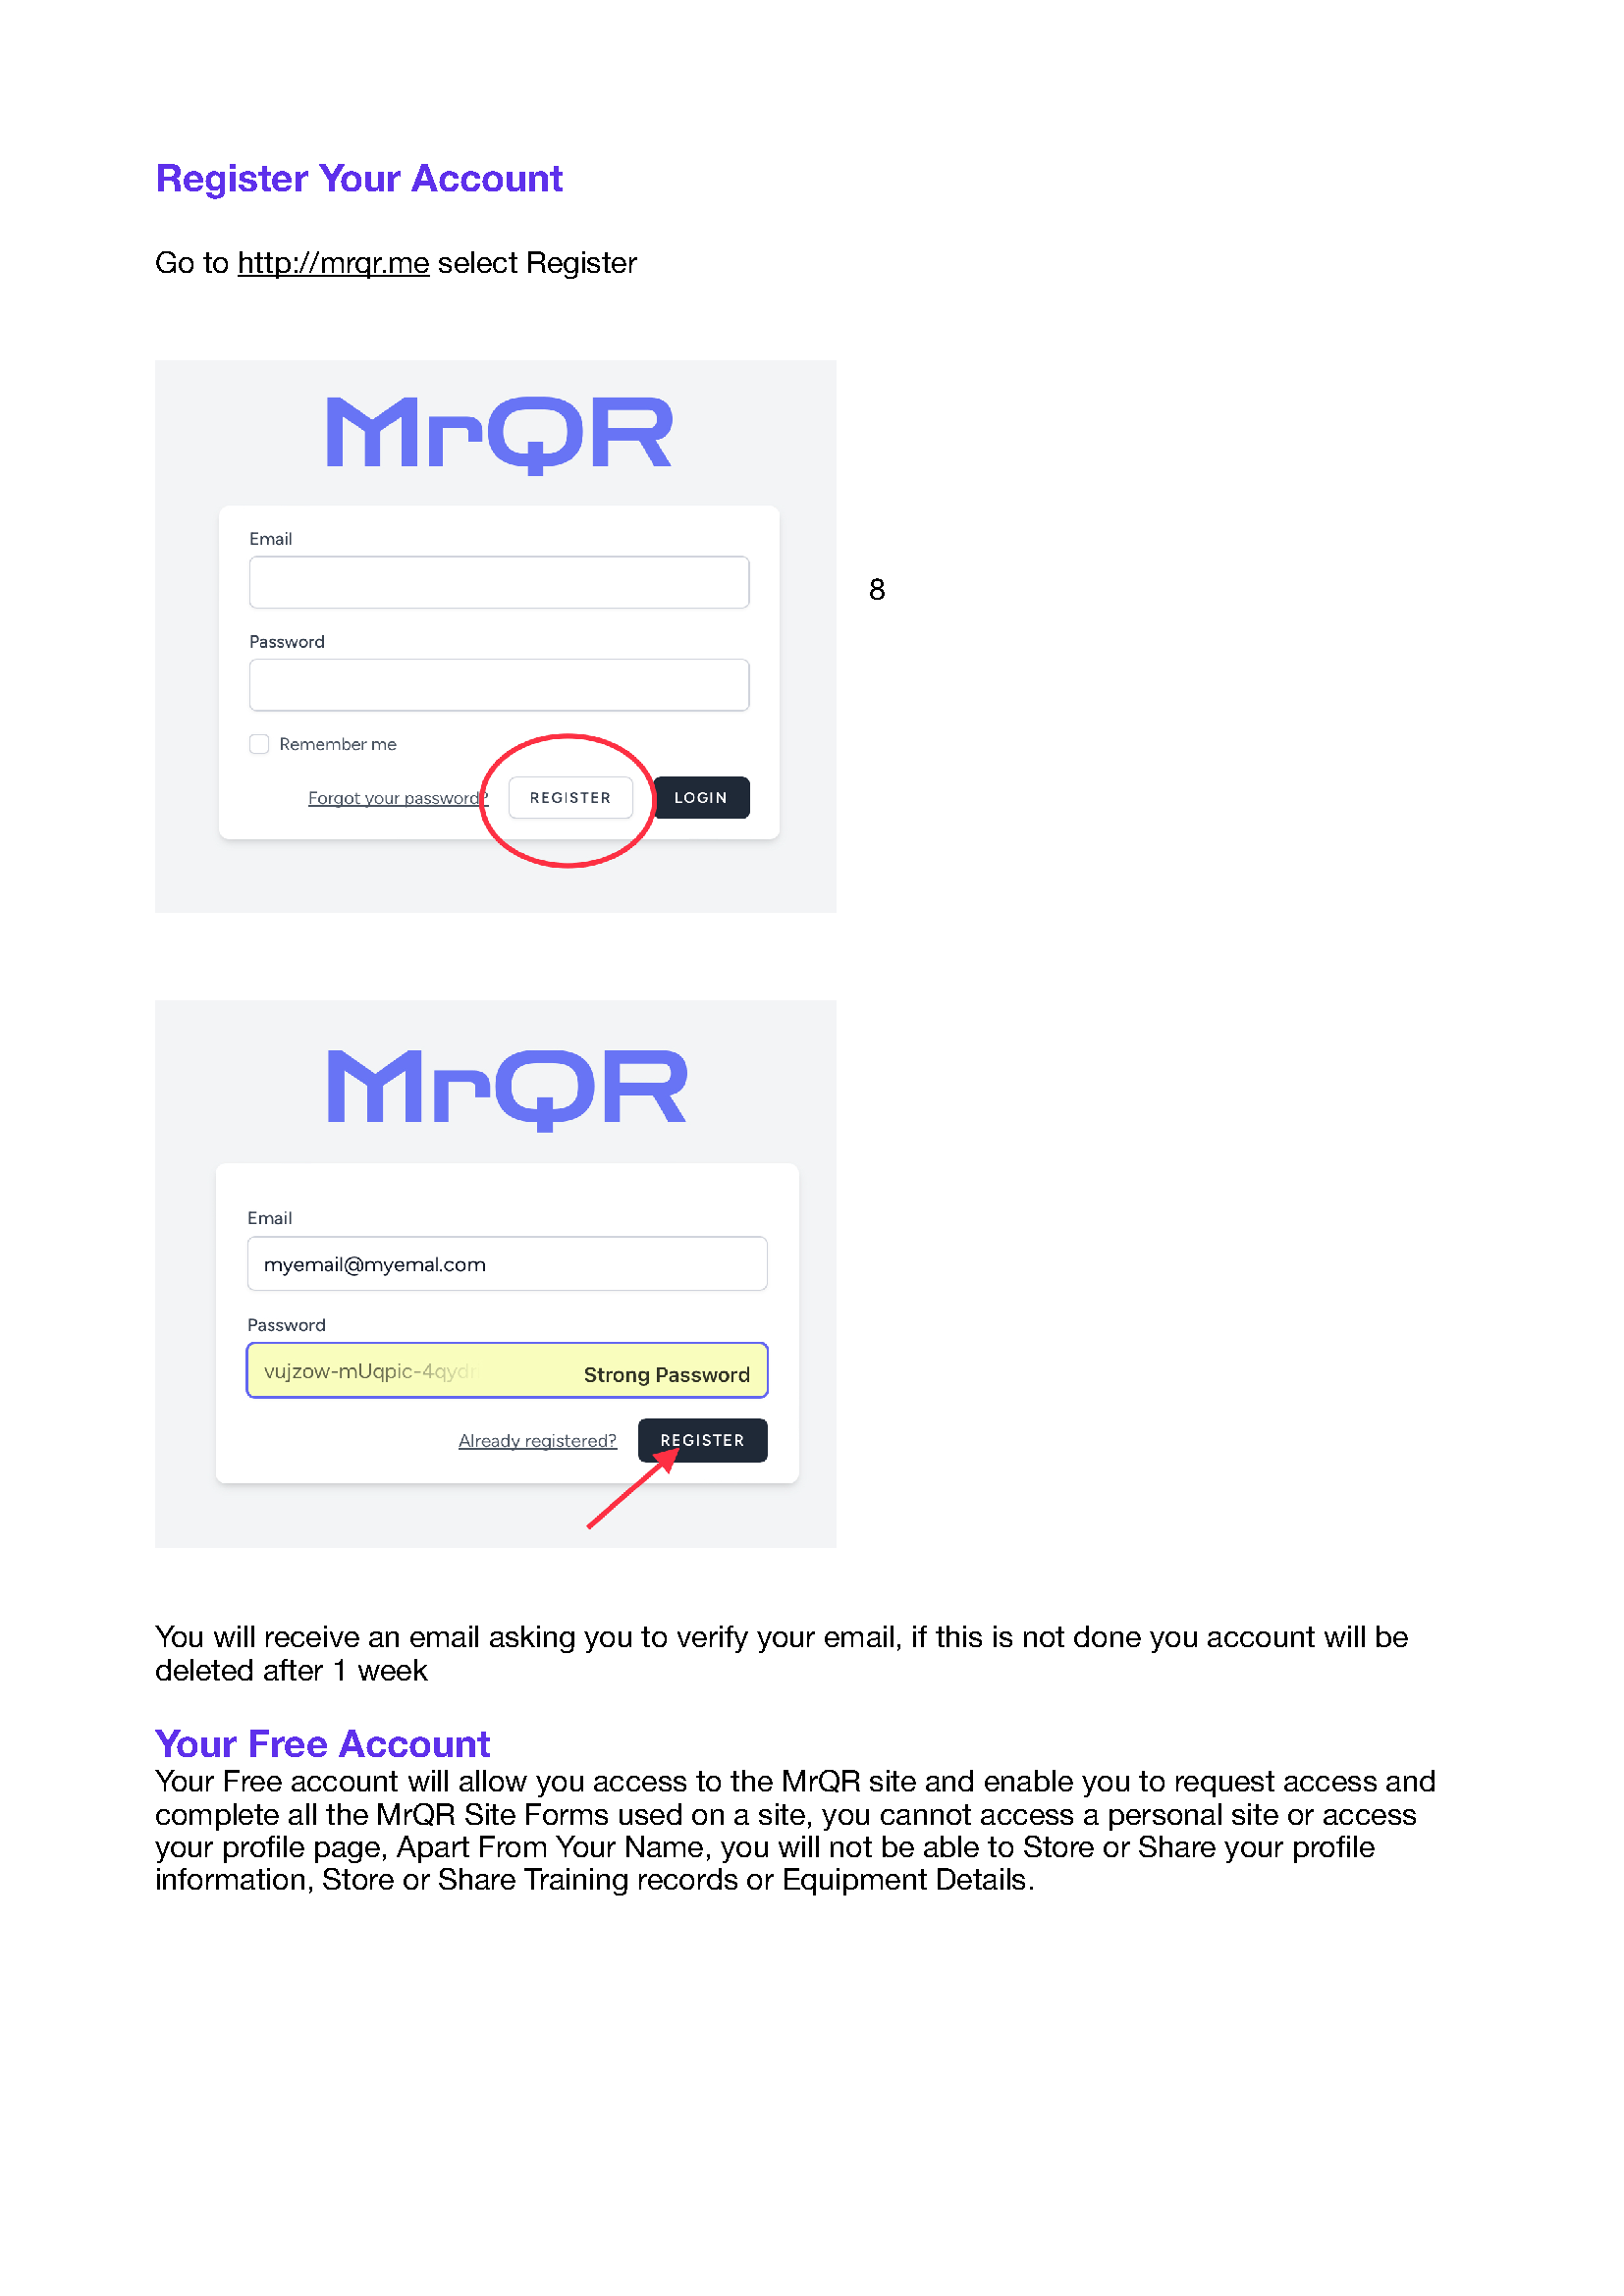 Register Your Account
Go to http://mrqr.me select Register
MrQR
Email
8
Password
Remember me
Forgot your password?
REGISTER
LOGIN
MrQR
Email
myemail@myemal.com
Password
vujzow-mUqpic-4qydr
Strong Password
Already registered?
REGISTER
You will receive an email asking you to verify your email, if this is not done you account will be
deleted after 1 week
Your Free Account
Your Free account will allow you access to the MrQR site and enable you to request access and
complete all the MrQR Site Forms used on a site, you cannot access a personal site or access
your profile page, Apart From Your Name, you will not be able to Store or Share your profile
information, Store or Share Training records or Equipment Details.